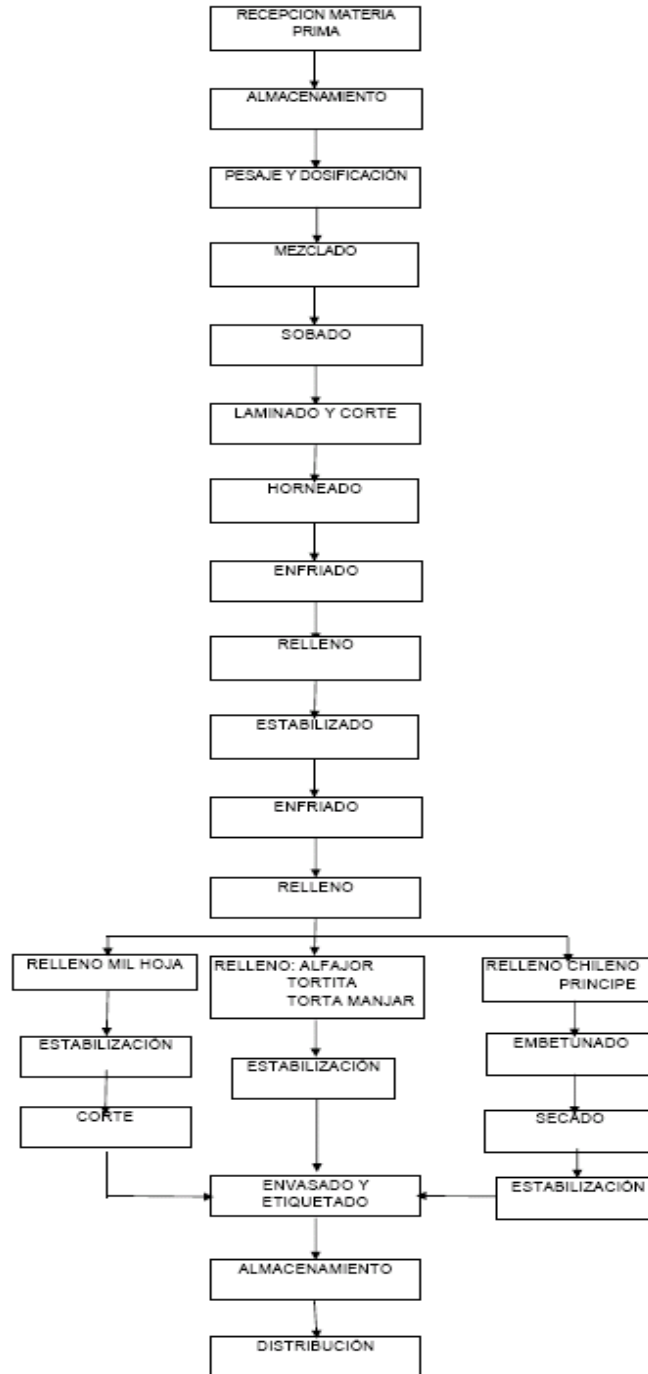 RECEPCION MATERIA
PRIMA
ALMACENAMIENTO
PESAJE Y DOSIFICACIÓN
MEZCLADO
SOBADO
LAMINADO Y CORTE
HORNEADO
ENFRIADO
RELLENO
ESTABILIZADO
ENFRIADO
RELLENO
RELLENO MIL HOJA
ESTABILIZACIÓN
CORTE
RELLENO: ALFAJOR
TORTITA
TORTA MANJAR
ESTABILIZACIÓN
RELLENO CHILENO
PRINCIPE
EMBETUNADO
SECADO
ESTABILIZACIÓN
ENVASADO Y
ETIQUETADO
ALMACENAMIENTO
DISTRIBUCIÓN